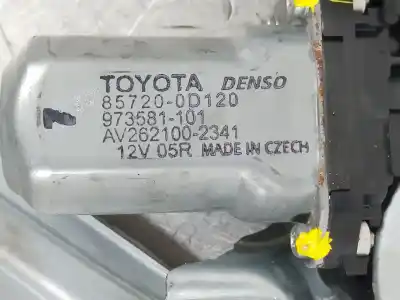 TOYOTA DENSO
85720-0D120
973581-101
AV262100-2341
12V 05R MADE IN CZECH